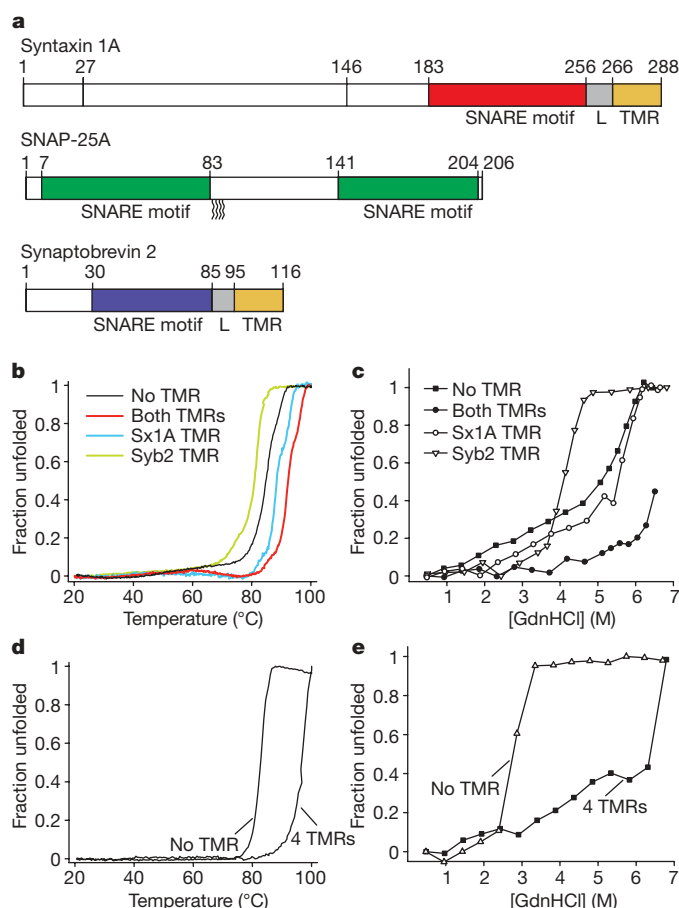 a
Syntaxin 1A
1 27 146 183 256 266 288
SNARE motif L TMR
SNAP-25A
1 7 83 141 204 206
SNARE motif SNARE motif
Synaptobrevin 2
1 30 85 95 116
SNARE motif L TMR
b
Fraction unfolded
1
0.8
0.6
0.4
0.2
0
No TMR
Both TMRs
Sx1A TMR
Syb2 TMR
20 40 60 80 100
Temperature (°C)
c
Fraction unfolded
1
0.8
0.6
0.4
0.2
0
No TMR
Both TMRs
Sx1A TMR
Syb2 TMR
0 1 2 3 4 5 6 7
[GdnHCl] (M)
d
Fraction unfolded
1
0.8
0.6
0.4
0.2
0
No TMR
4 TMRs
20 40 60 80 100
Temperature (°C)
e
Fraction unfolded
1
0.8
0.6
0.4
0.2
0
No TMR
4 TMRs
0 1 2 3 4 5 6 7
[GdnHCl] (M)